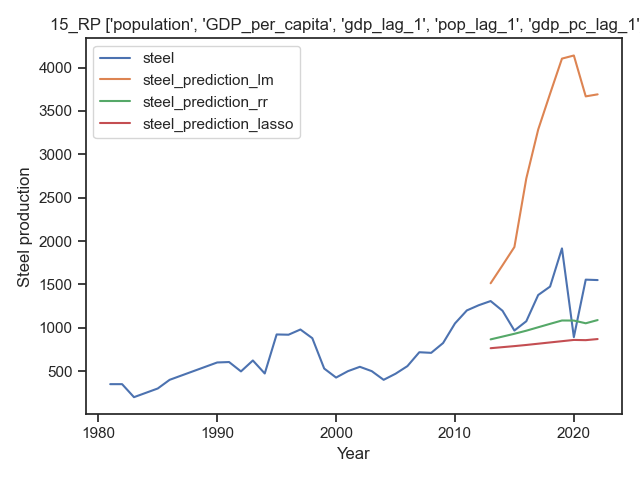 15_RP ['population', 'GDP_per_capita', 'gdp_lag_1', 'pop_lag_1', 'gdp_pc_lag_1'
steel
steel_prediction_lm
steel_prediction_rr
steel_prediction_lasso
Steel production
4000
3500
3000
2500
2000
1500
1000
500
1980
1990
2000
2010
2020
Year